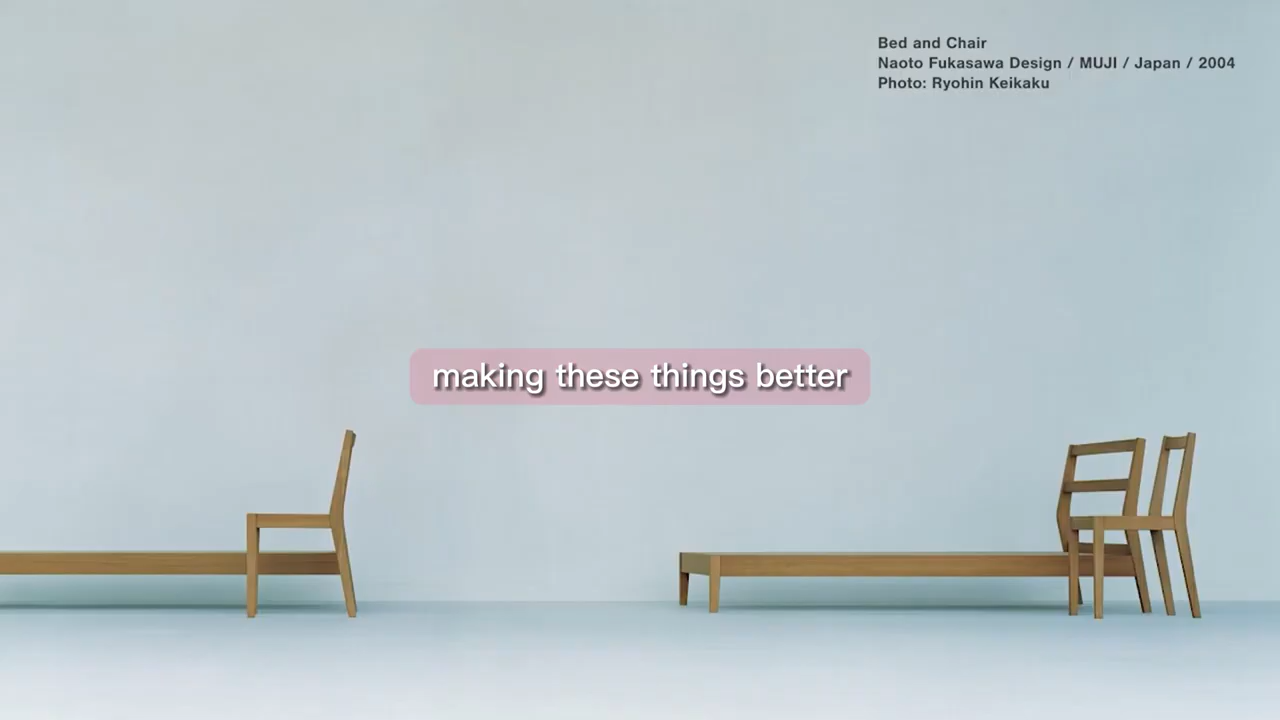 Bed and Chair
Naoto Fukasawa Design / MUJI / Japan / 2004
Photo: Ryohin Keikaku
making these things better